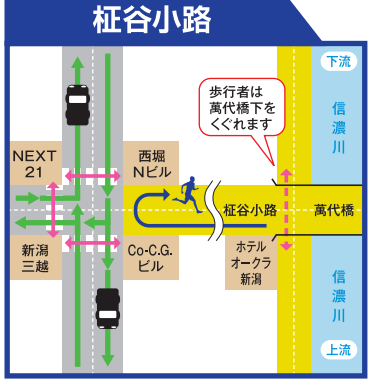 柾谷小路
下流
歩行者は
萬代橋下を
くぐれます
信濃川
NEXT
21
西堀
Nビル
柾谷小路
萬代橋
新潟
三越
Co-C.G.
ビル
ホテル
オークラ
新潟
信濃川
上流